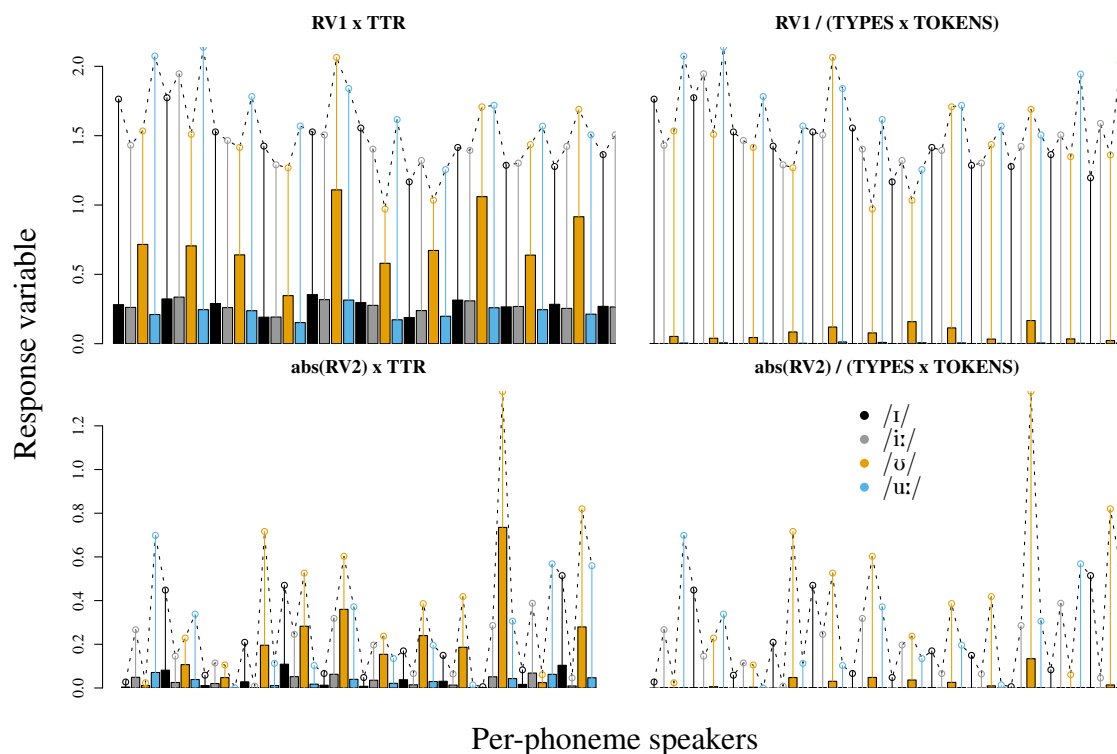 RV1 x TTR
RV1 / (TYPES x TOKENS)
2.0
1.5
1.0
0.5
0.0
Response variable
abs(RV2) x TTR
abs(RV2) / (TYPES x TOKENS)
1.2
1.0
0.8
0.6
0.4
0.2
0.0
/ɪ/
/iː/
/ʊ/
/uː/
Per-phoneme speakers